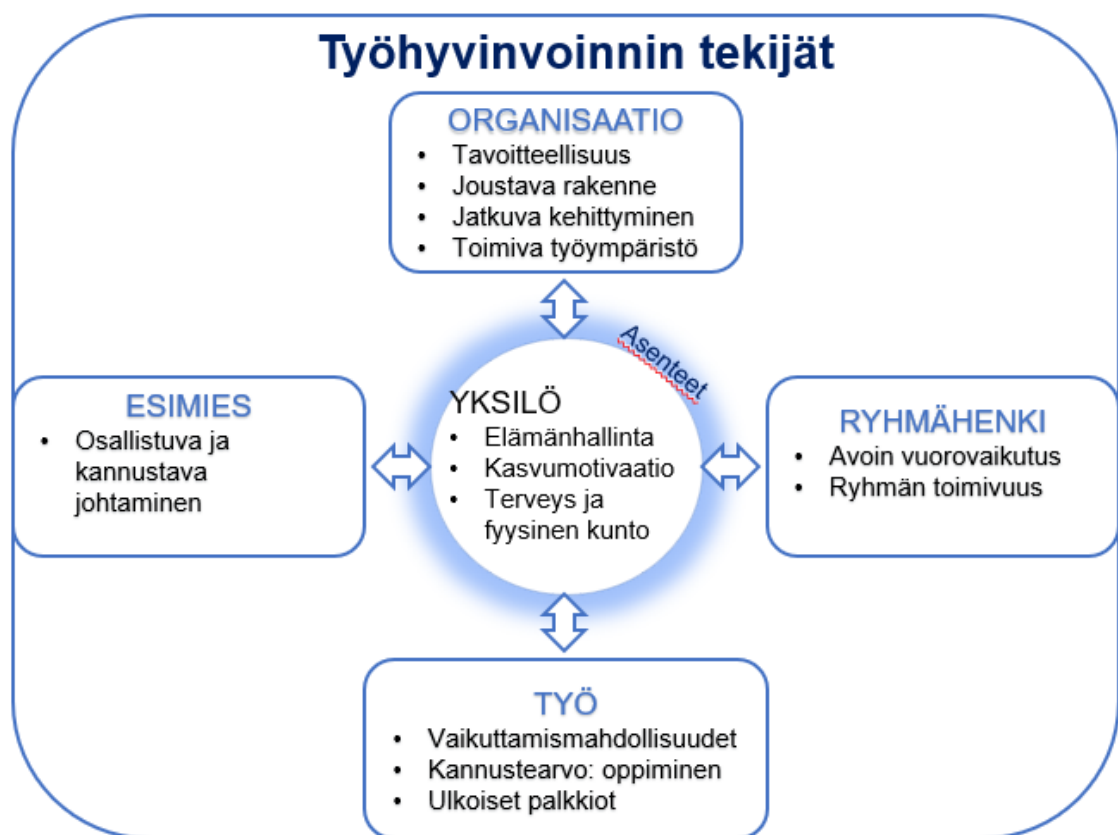 Työhyvinvoinnin tekijät
ORGANISAATIO
• Tavoitteellisuus
• Joustava rakenne
• Jatkuva kehittyminen
• Toimiva työympäristö
Asenteet
ESIMIES
• Osallistuva ja
kannustava
johtaminen
YKSILÖ
• Elämänhallinta
• Kasvumotivaatio
• Terveys ja
fyysinen kunto
RYHMÄHENKI
• Avoin vuorovaikutus
• Ryhmän toimivuus
TYÖ
• Vaikuttamismahdollisuudet
• Kannustearvo: oppiminen
• Ulkoiset palkkiot